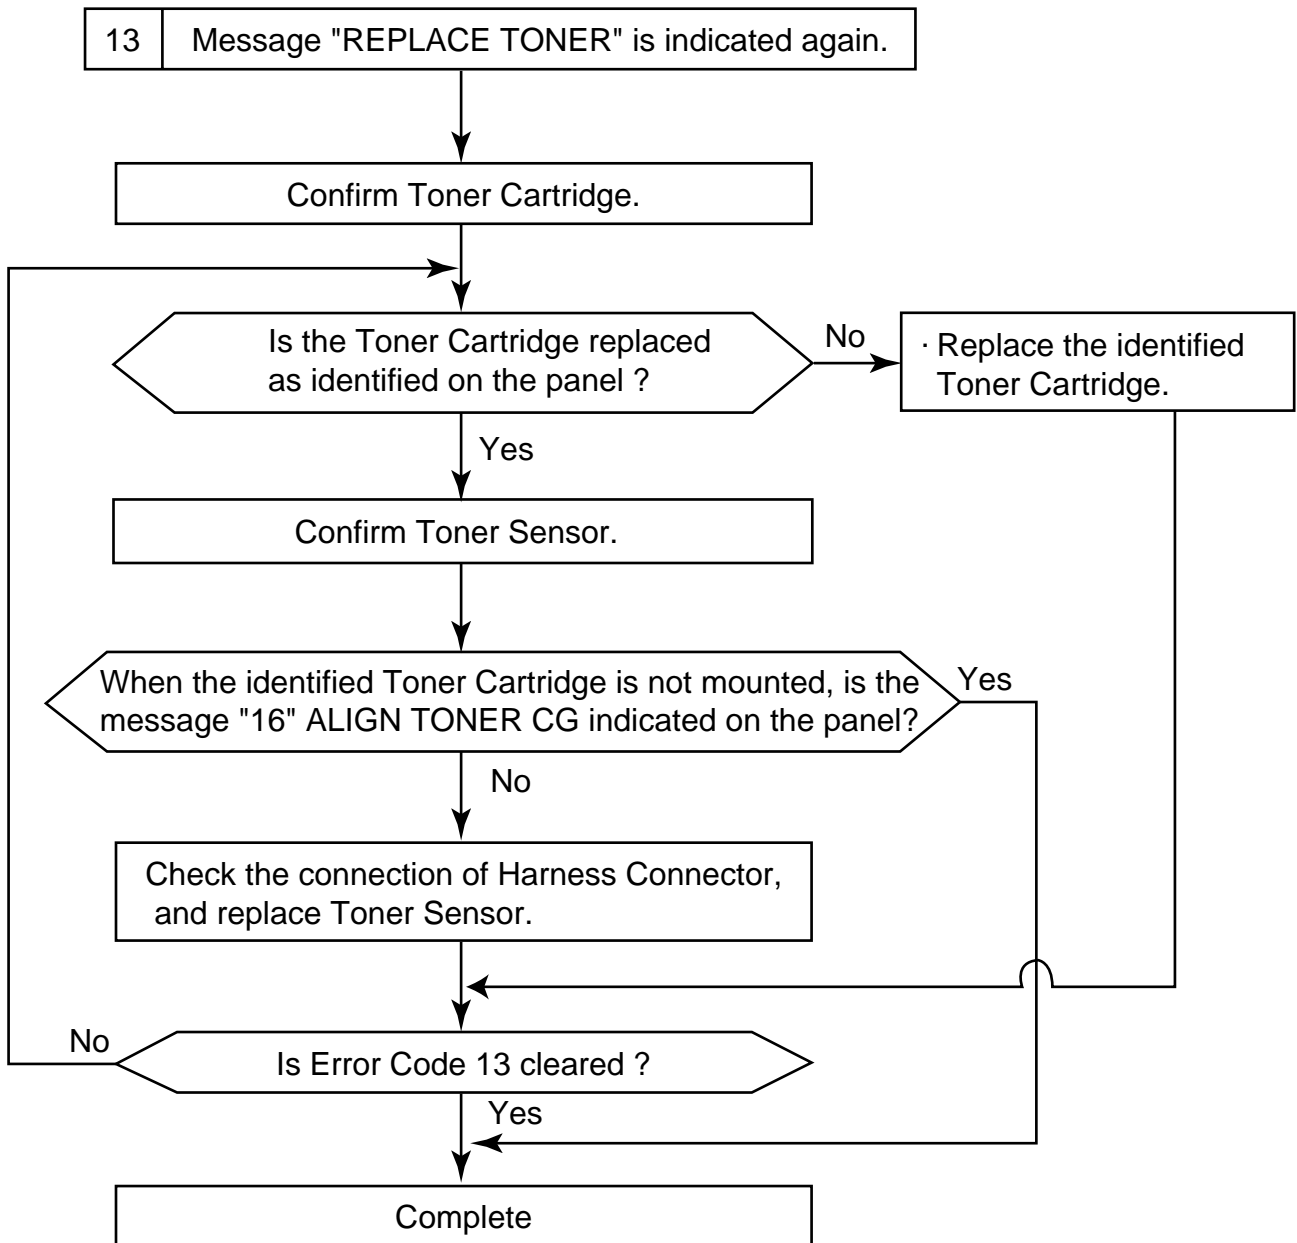 13 Message "REPLACE TONER" is indicated again.
Confirm Toner Cartridge.
Is the Toner Cartridge replaced
as identified on the panel ?
No
· Replace the identified
Toner Cartridge.
Yes
Confirm Toner Sensor.
When the identified Toner Cartridge is not mounted, is the
message "16" ALIGN TONER CG indicated on the panel?
Yes
No
Check the connection of Harness Connector,
and replace Toner Sensor.
No
Is Error Code 13 cleared ?
Yes
Complete